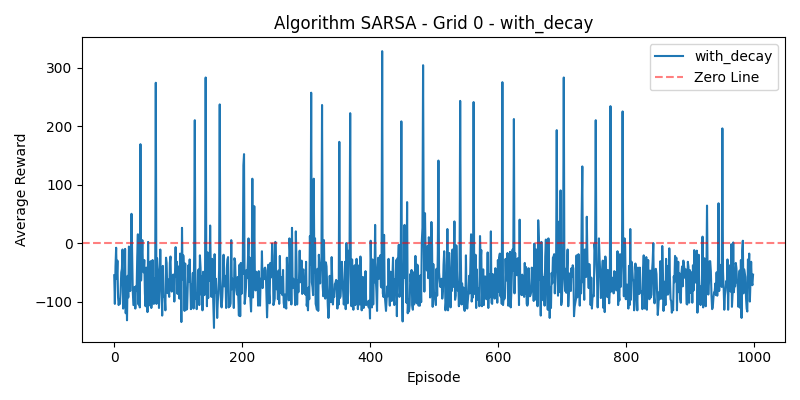 Algorithm SARSA - Grid 0 - with_decay
with_decay
Zero Line
Average Reward
300
200
100
0
−100
0
200
400
600
800
1000
Episode